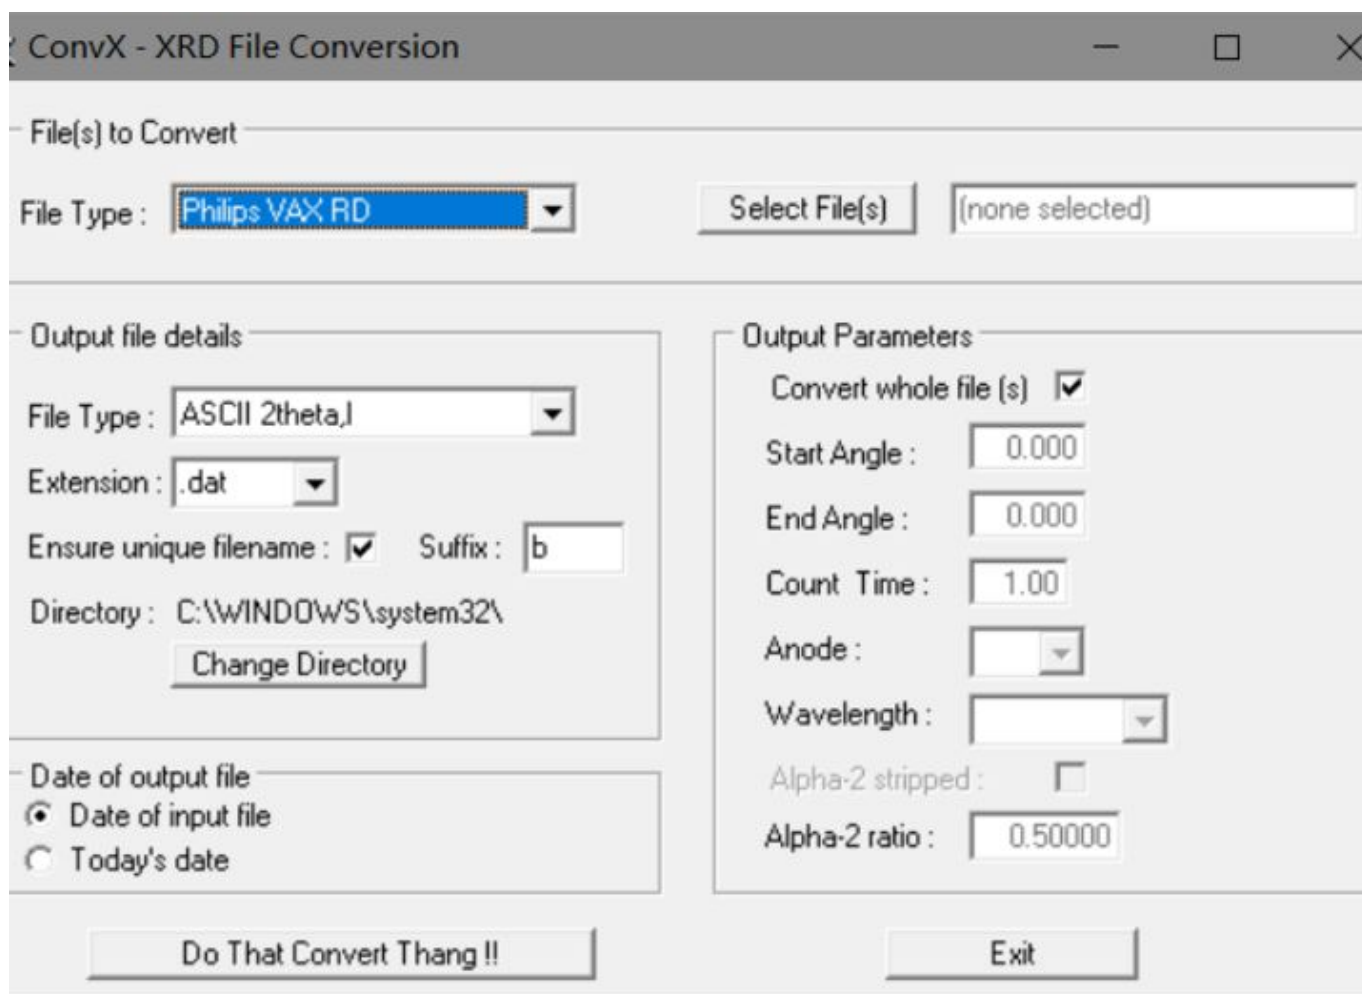 ConvX - XRD File Conversion
File(s) to Convert
File Type : Philips VAX RD Select File(s) (none selected)
Output file details
File Type : ASCII 2theta,I
Extension : .dat
Ensure unique filename : Suffix : b
Directory : C:\WINDOWS\system32\
Change Directory
Output Parameters
Convert whole file (s)
Start Angle : 0.000
End Angle : 0.000
Count Time : 1.00
Anode :
Wavelength :
Alpha-2 stripped :
Alpha-2 ratio : 0.50000
Date of output file
Date of input file
Today's date
Do That Convert Thang !! Exit